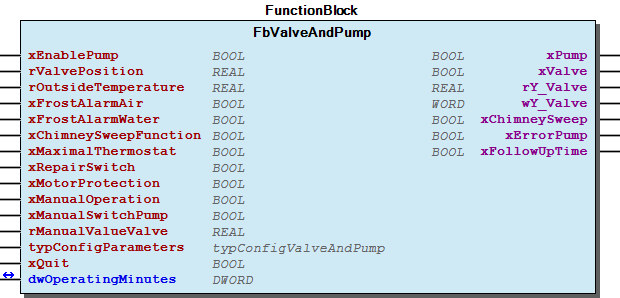 FunctionBlock
FbValveAndPump
xEnablePump BOOL BOOL xPump
rValvePosition REAL BOOL xValve
rOutsideTemperature REAL REAL rY_Valve
xFrostAlarmAir BOOL WORD wY_Valve
xFrostAlarmWater BOOL BOOL xChimneySweep
xChimneySweepFunction BOOL BOOL xErrorPump
xMaximalThermostat BOOL BOOL xFollowUpTime
xRepairSwitch BOOL
xMotorProtection BOOL
xManualOperation BOOL
xManualSwitchPump BOOL
rManualValueValve REAL
typConfigParameters typConfigValveAndPump
xQuit BOOL
dwOperatingMinutes DWORD